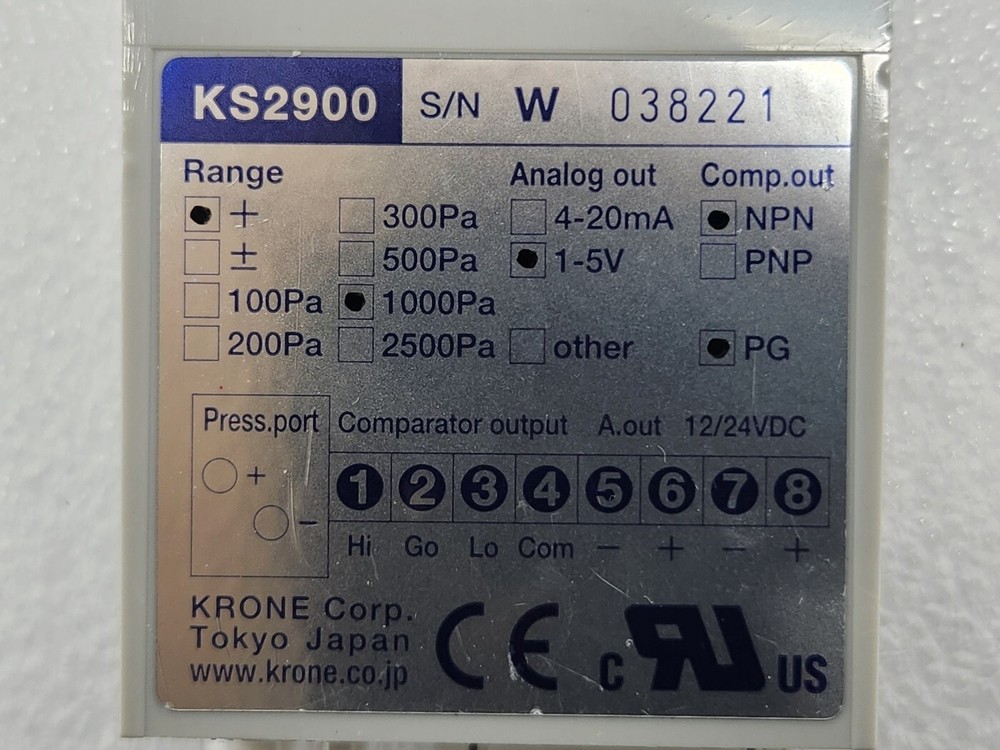 KS2900 S/N W 038221
Range Analog out Comp.out
+ 300Pa 4-20mA NPN
± 500Pa 1-5V PNP
100Pa 1000Pa
200Pa 2500Pa other PG
Press.port Comparator output A.out 12/24VDC
+ 1 2 3 4 5 6 7 8
- Hi Go Lo Com - + - +
KRONE Corp.
Tokyo Japan
www.krone.co.jp
CE c RU US